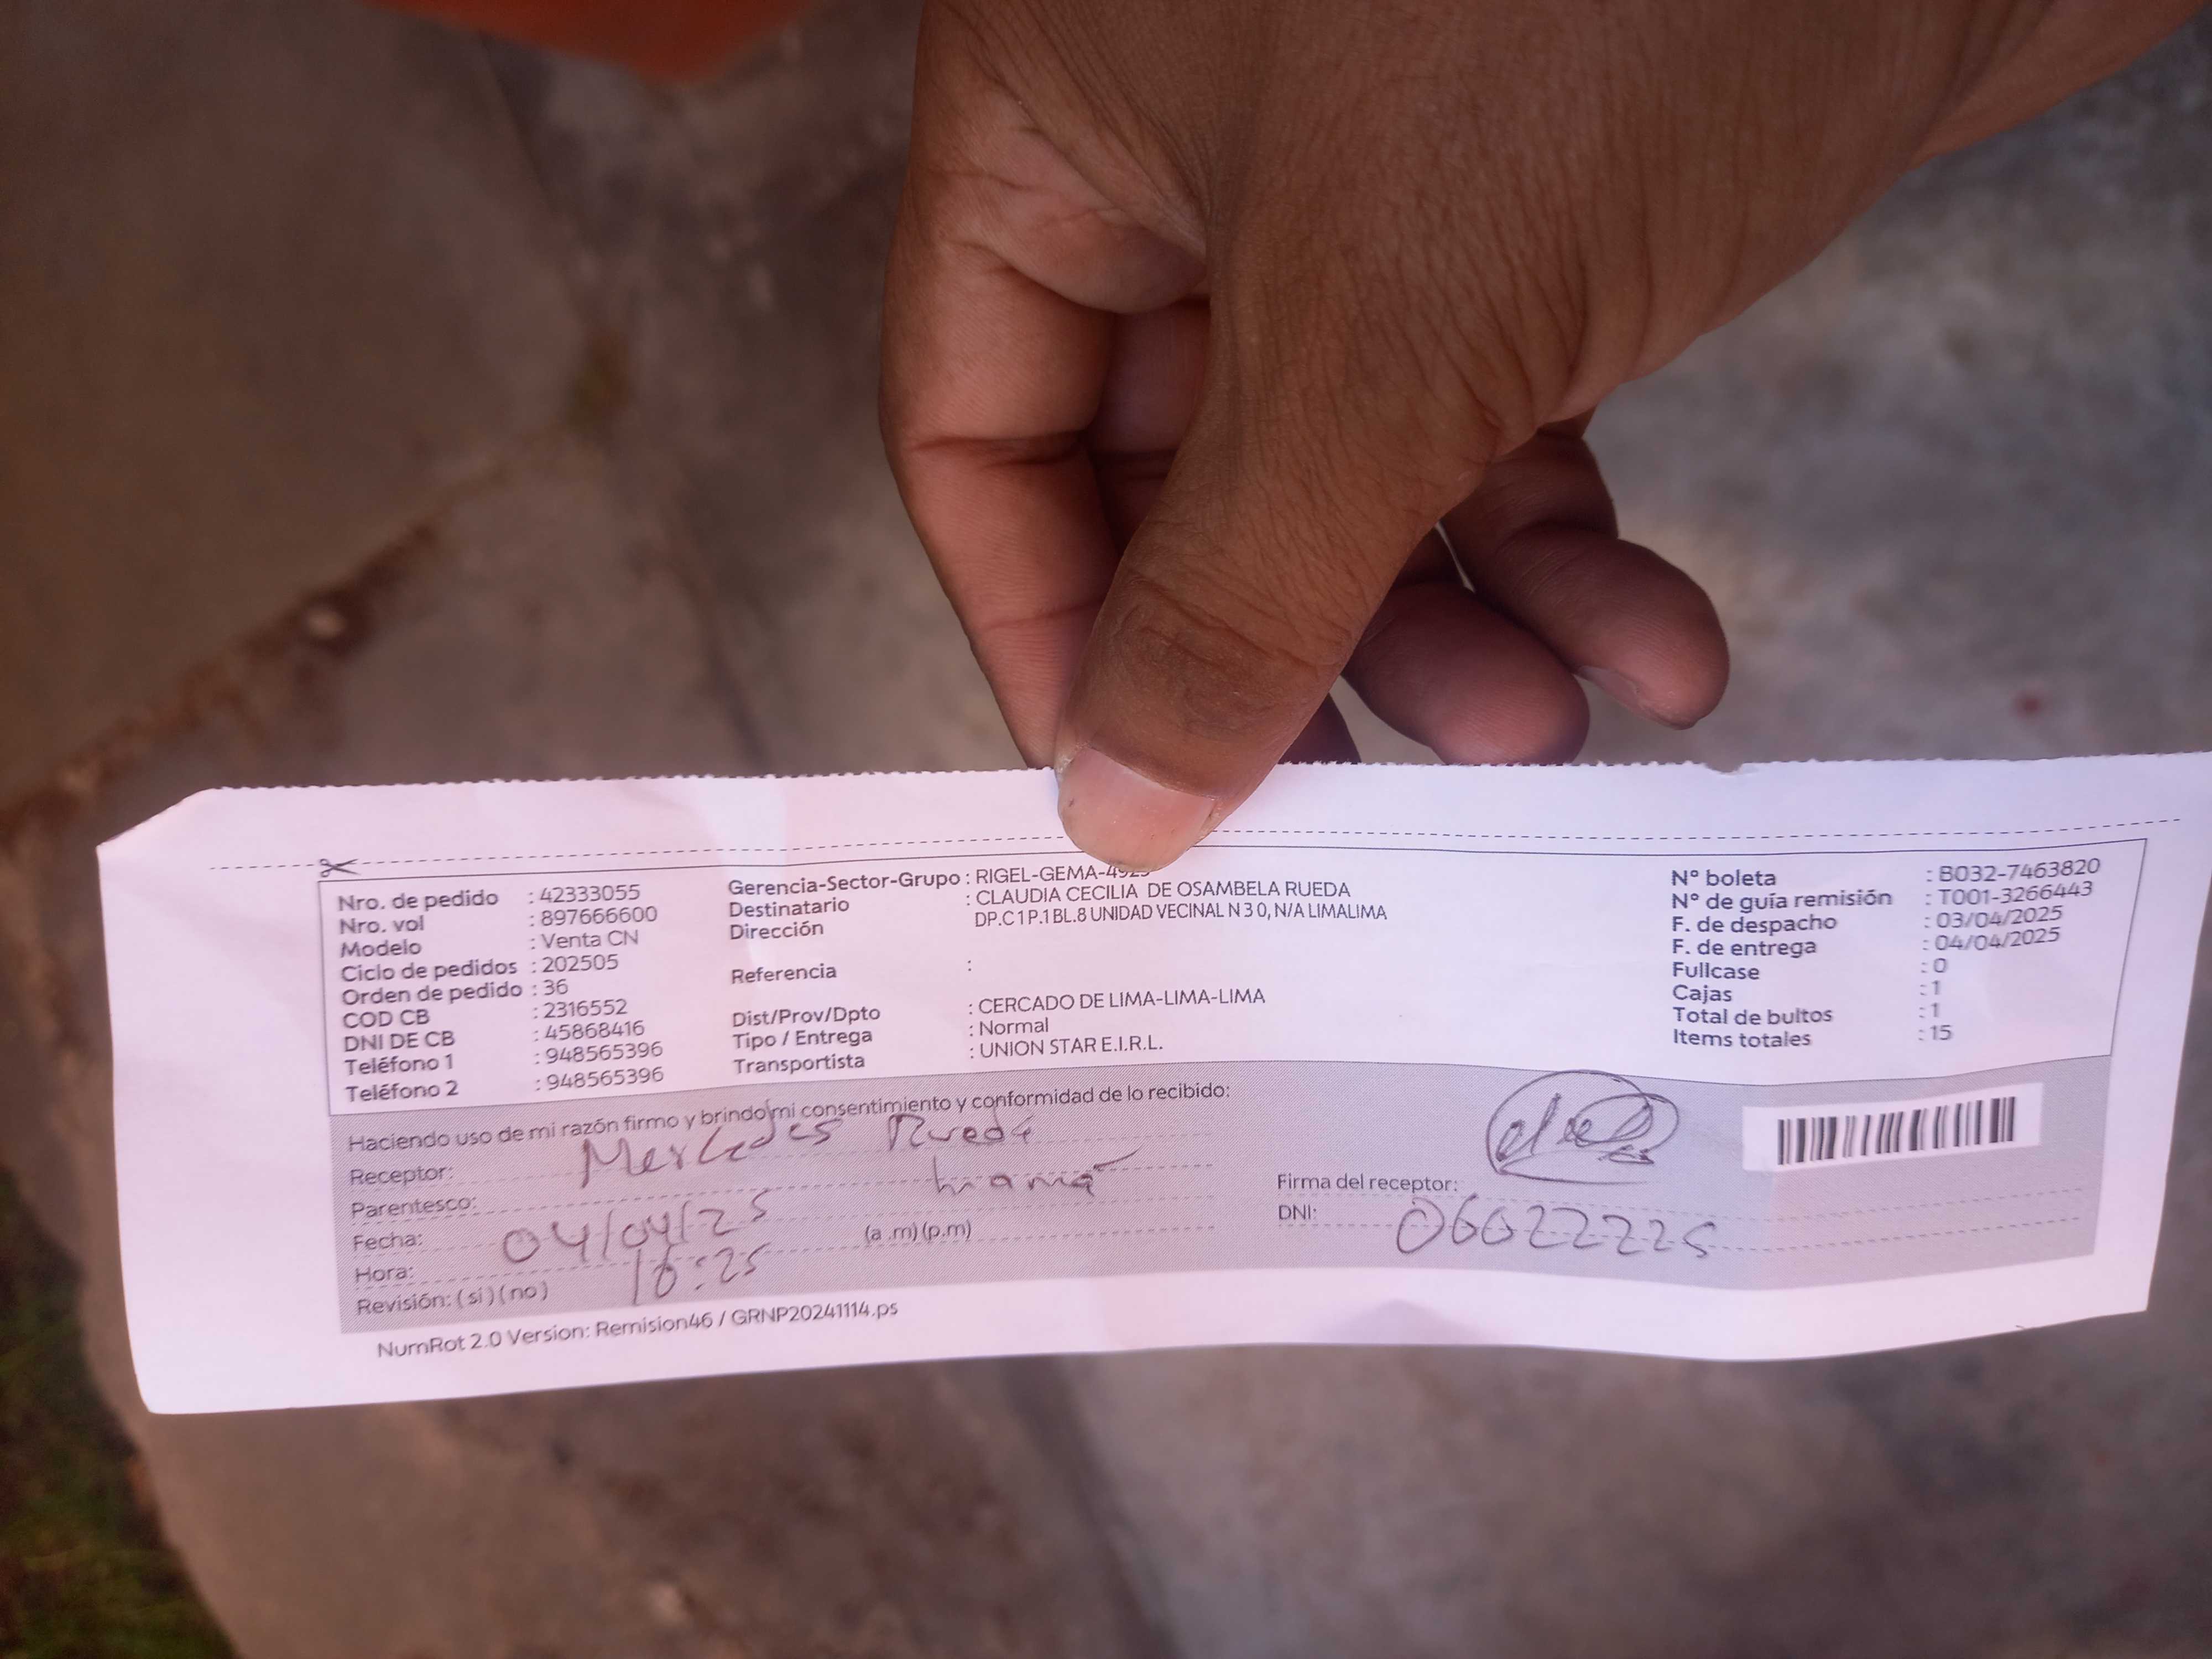 Nro. de pedido : 42333055
Nro. vol : 897666600
Modelo : Venta CN
Ciclo de pedidos : 202505
Orden de pedido : 36
COD CB : 2316552
DNI DE CB : 45868416
Teléfono 1 : 948565396
Teléfono 2 : 948565396
Gerencia-Sector-Grupo : RIGEL-GEMA-
Destinatario : CLAUDIA CECILIA DE OSAMBELA RUEDA
Dirección DP.C1P.1BL.8 UNIDAD VECINAL N 3 0, N/A LIMALIMA
Referencia :
Dist/Prov/Dpto : CERCADO DE LIMA-LIMA-LIMA
Tipo / Entrega : Normal
Transportista : UNION STAR E.I.R.L.
N° boleta : B032-7463820
N° de guía remisión : T001-3266443
F. de despacho : 03/04/2025
F. de entrega : 04/04/2025
Fullcase : 0
Cajas : 1
Total de bultos : 1
Items totales : 15
Haciendo uso de mi razón firmo y brindo mi consentimiento y conformidad de lo recibido:
Receptor: Mercedes Rueda
Parentesco: mamá
Fecha: 04/04/25
Hora: 16:25 (a .m) (p.m)
Revisión: ( si ) ( no )
Firma del receptor:
DNI: 06022225
NumRot 2.0 Version: Remision46 / GRNP20241114.ps